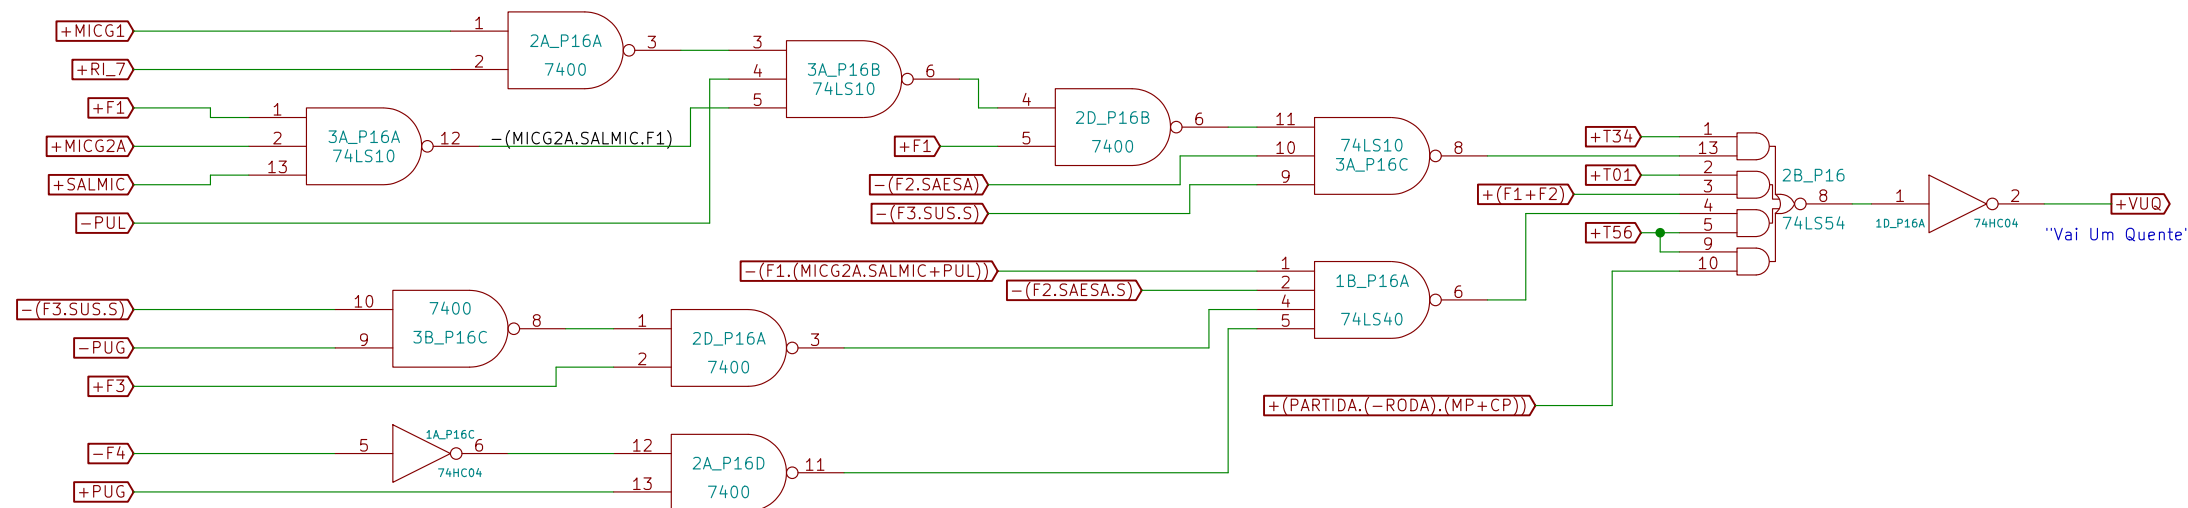 +MICG1
1
2A_P16A
7400
3
+RI_7
2
3
4
5
3A_P16B
74LS10
6
+F1
1
+MICG2A
2
3A_P16A
74LS10
12
-(MICG2A.SALMIC.F1)
+SALMIC
13
-PUL
4
2D_P16B
7400
6
+F1
5
11
10
9
74LS10
3A_P16C
8
-(F2.SAESA)
-(F3.SUS.S)
+T34
1
13
+T01
2
+(F1+F2)
3
4
+T56
5
9
10
2B_P16
74LS54
8
1
1D_P16A
74HC04
2
+VUQ
"Vai Um Quente"
-(F1.(MICG2A.SALMIC+PUL))
1
-(F2.SAESA.S)
2
4
5
1B_P16A
74LS40
6
-(F3.SUS.S)
10
7400
3B_P16C
8
-PUG
9
1
2D_P16A
7400
3
+F3
2
+(PARTIDA.(-RODA).(MP+CP))
-F4
5
1A_P16C
74HC04
6
12
2A_P16D
7400
11
+PUG
13